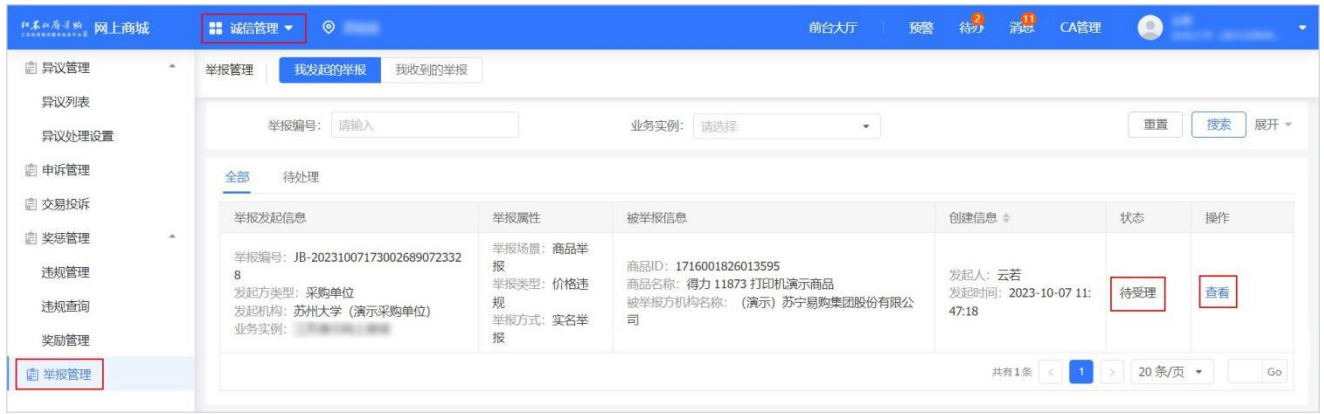 网上商城
诚信管理
前台大厅
预警
待办
2
消息
11
CA管理
异议管理
异议列表
异议处理设置
申诉管理
交易投诉
奖惩管理
违规管理
违规查询
奖励管理
举报管理
举报管理
我发起的举报
我收到的举报
举报编号: 请输入
业务实例: 请选择
重置
搜索
展开
全部
待处理
举报发起信息
举报属性
被举报信息
创建信息
状态
操作
举报编号: JB-20231007173002689072332
8
发起方类型: 采购单位
发起机构: 苏州大学（演示采购单位）
业务实例:
举报场景: 商品举
报
举报类型: 价格违
规
举报方式: 实名举
报
商品ID: 1716001826013595
商品名称: 得力 11873 打印机演示商品
被举报方机构名称: （演示）苏宁易购集团股份有限公
司
发起人: 云若
发起时间: 2023-10-07 11:
47:18
待受理
查看
共有1条
1
20 条/页
Go